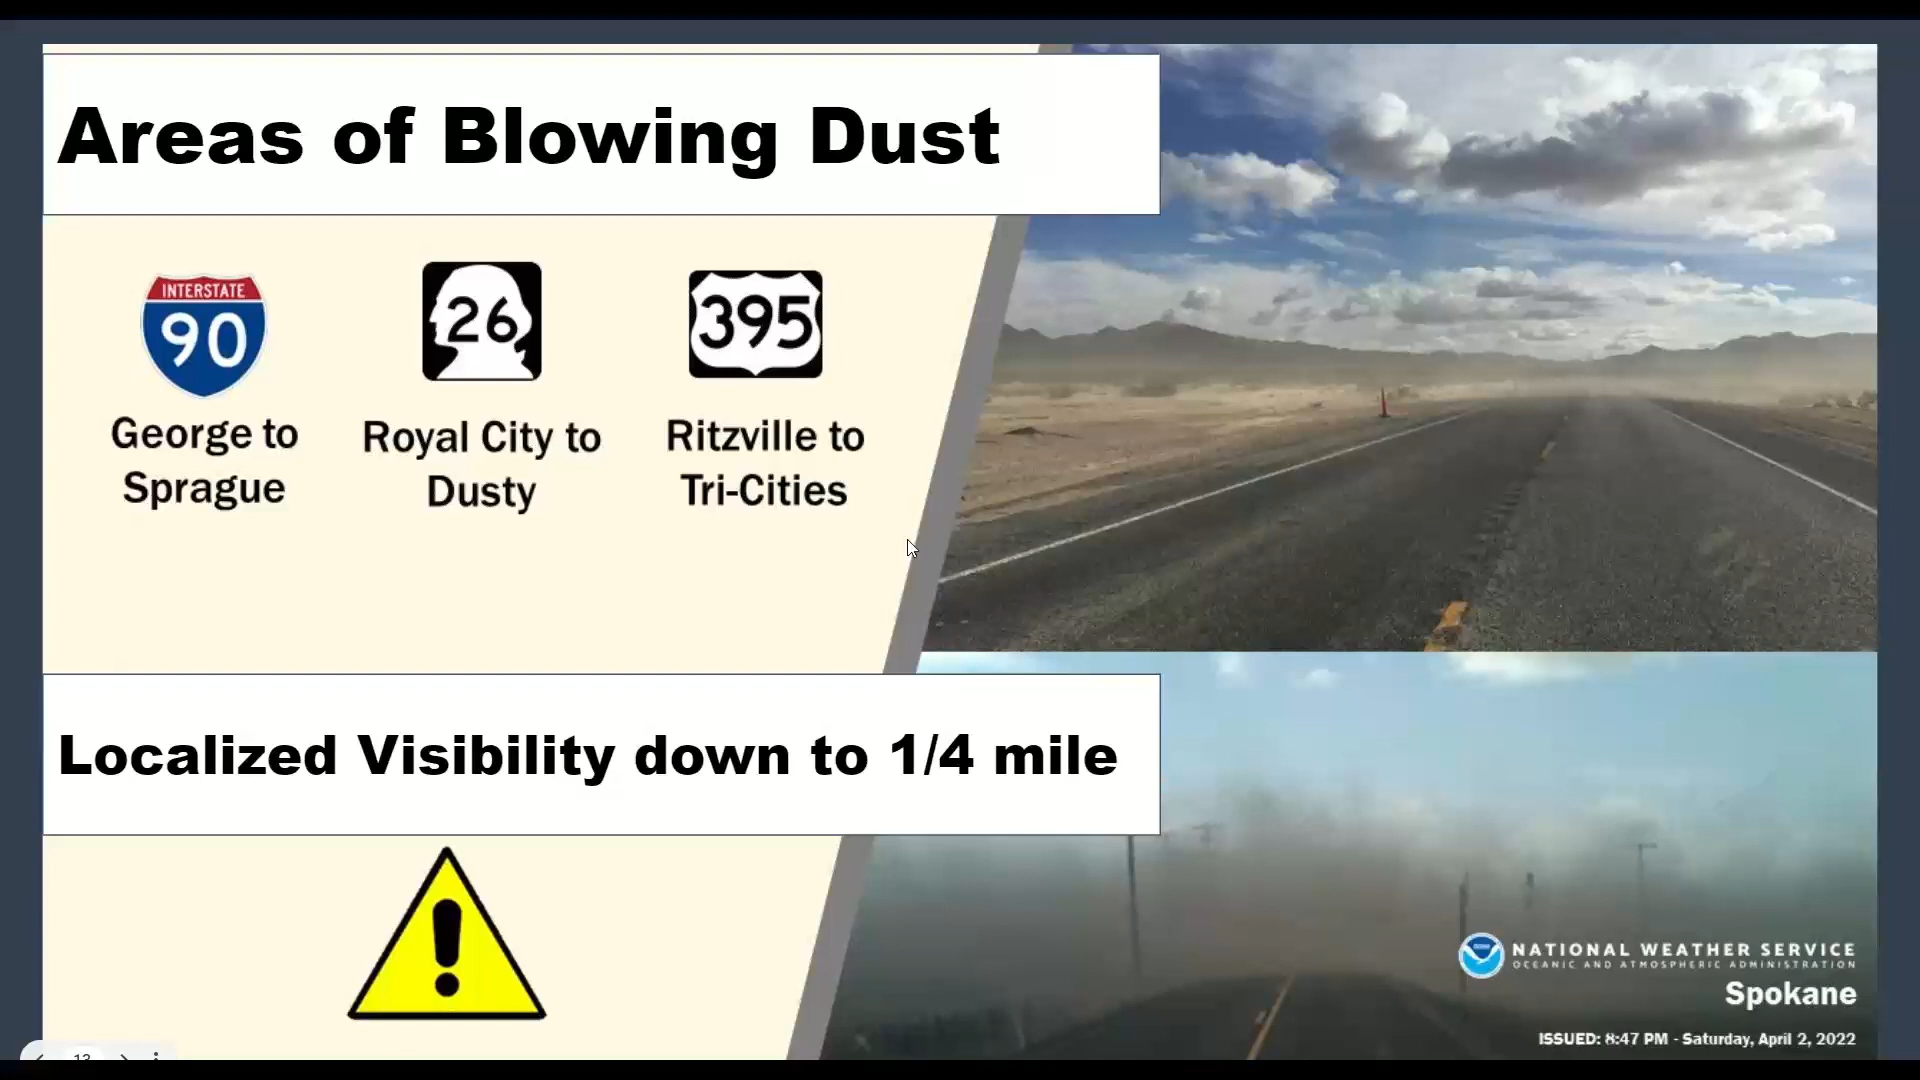 Areas of Blowing Dust
INTERSTATE
90
26
395
George to
Sprague
Royal City to
Dusty
Ritzville to
Tri-Cities
Localized Visibility down to 1/4 mile
!
NATIONAL WEATHER SERVICE
OCEANIC AND ATMOSPHERIC ADMINISTRATION
Spokane
ISSUED: 8:47 PM - Saturday, April 2, 2022
13